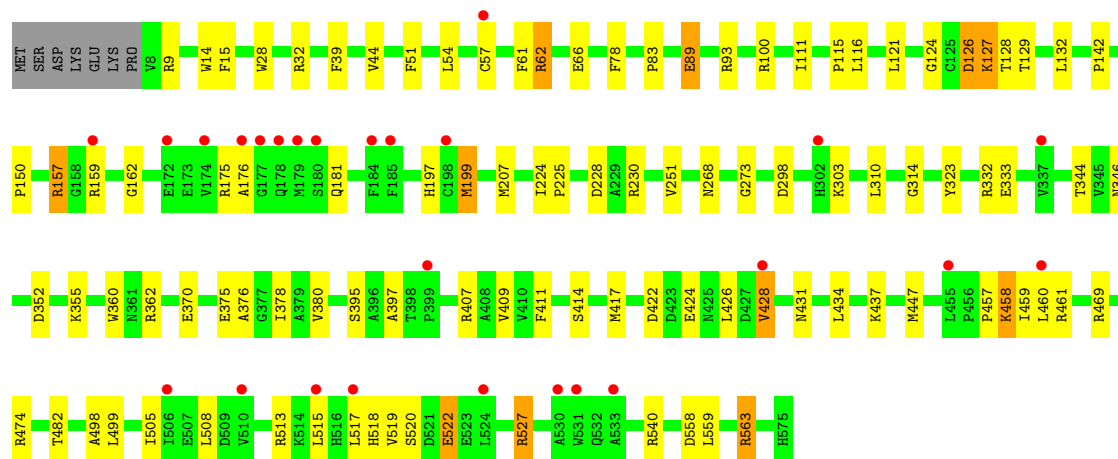 MET SER ASP GLU LYS PRO V8 R9 W14 F15 W28 R32 F39 V44 F51 L54 C57 F61 R62 E66 F78 P83 E89 R93 R100 I111 P115 L116 L121 G124 C125 D126 K127 T128 T129 L132 P142
P150 R157 G158 R159 G162 E172 E173 V174 R175 A176 G177 Q178 M179 S180 Q181 F184 F185 H197 C198 M199 M207 I224 P225 D228 A229 R230 V251 N268 G273 D298 H302 K303 L310 G314 Y323 R332 E333 V337 T344 V345 N346
D352 K355 W360 N361 R362 E370 E375 A376 G377 I378 A379 V380 S395 A396 A397 T398 P399 R407 A408 V409 V410 F411 S414 M417 D422 D423 E424 N425 L426 D427 V428 N431 L434 K437 M447 L455 P456 P457 K458 I459 L460 R461 R469
R474 T482 A498 L499 I505 I506 E507 L508 D509 V510 R513 K514 L515 H516 L517 H518 V519 S520 D521 E522 E523 L524 R527 A530 W531 Q532 A533 R540 D558 L559 R563 H575